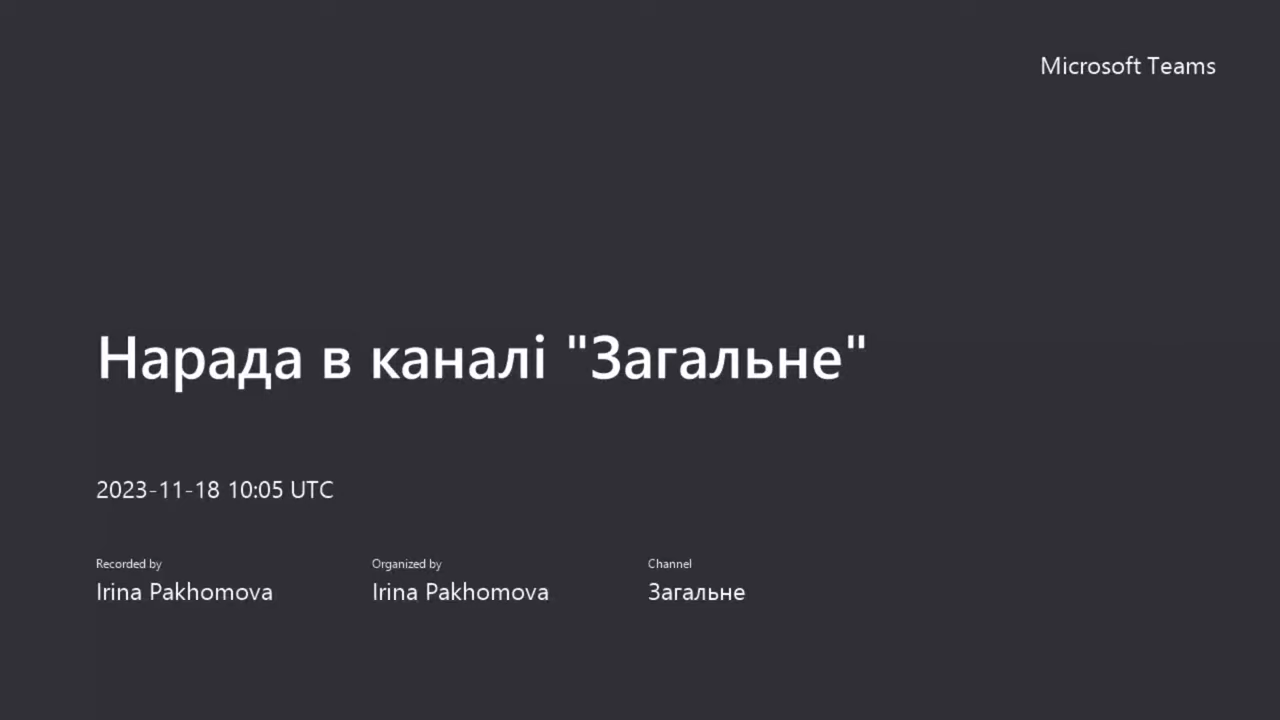 Microsoft Teams
Нарада в каналі "Загальне"
2023-11-18 10:05 UTC
Recorded by
Irina Pakhomova
Organized by
Irina Pakhomova
Channel
Загальне